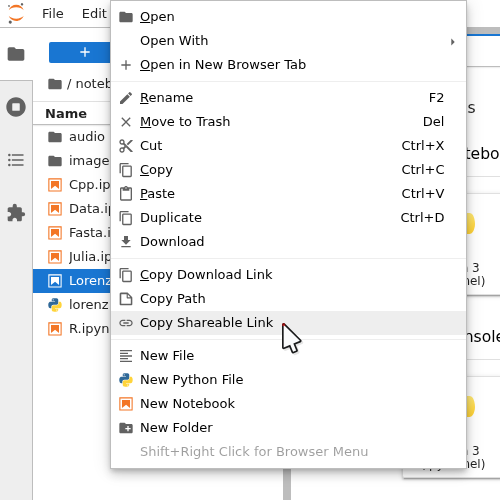 File Edit
Open
Open With
Open in New Browser Tab
/ noteb
Name
Rename F2
Move to Trash Del
Cut Ctrl+X
Copy Ctrl+C
Paste Ctrl+V
Duplicate Ctrl+D
Download
Copy Download Link
Copy Path
Copy Shareable Link
New File
New Python File
New Notebook
New Folder
Shift+Right Click for Browser Menu
audio
image
Cpp.ip
Data.ip
Fasta.i
Julia.ip
Lorenz
lorenz
R.ipyn
s
tebo
3
nel)
nsole
3